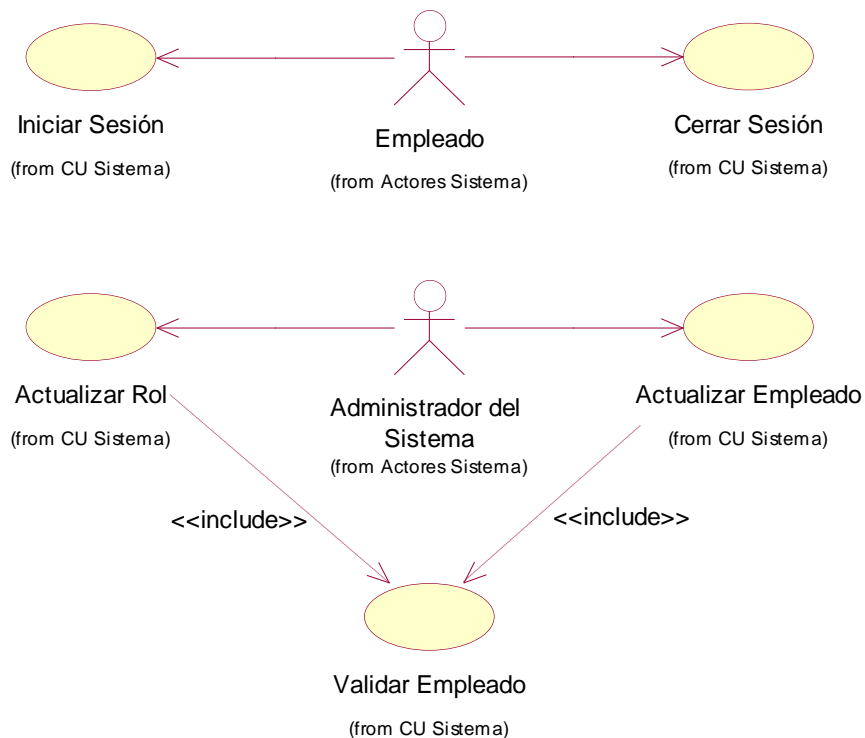 Iniciar Sesión
(from CU Sistema)
Empleado
(from Actores Sistema)
Cerrar Sesión
(from CU Sistema)
Actualizar Rol
(from CU Sistema)
Administrador del
Sistema
(from Actores Sistema)
Actualizar Empleado
(from CU Sistema)
<<include>>
<<include>>
Validar Empleado
(from CU Sistema)